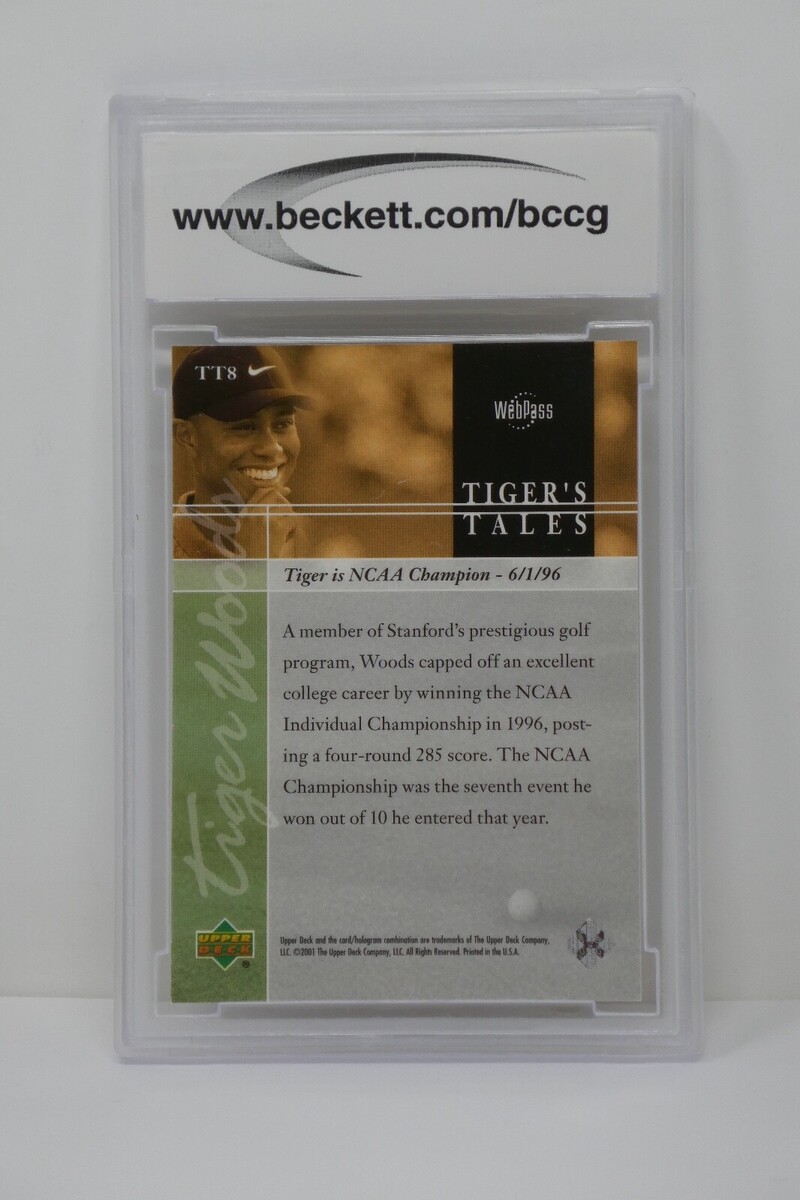 www.beckett.com/bccg
TT8
WebPass
TIGER'S
TALES
Tiger is NCAA Champion - 6/1/96
A member of Stanford's prestigious golf
program, Woods capped off an excellent
college career by winning the NCAA
Individual Championship in 1996, post-
ing a four-round 285 score. The NCAA
Championship was the seventh event he
won out of 10 he entered that year.
Tiger Woods
UPPER
DECK
®
Upper Deck and the card/hologram combination are trademarks of The Upper Deck Company,
LLC. ©2001 The Upper Deck Company, LLC. All Rights Reserved. Printed in the U.S.A.